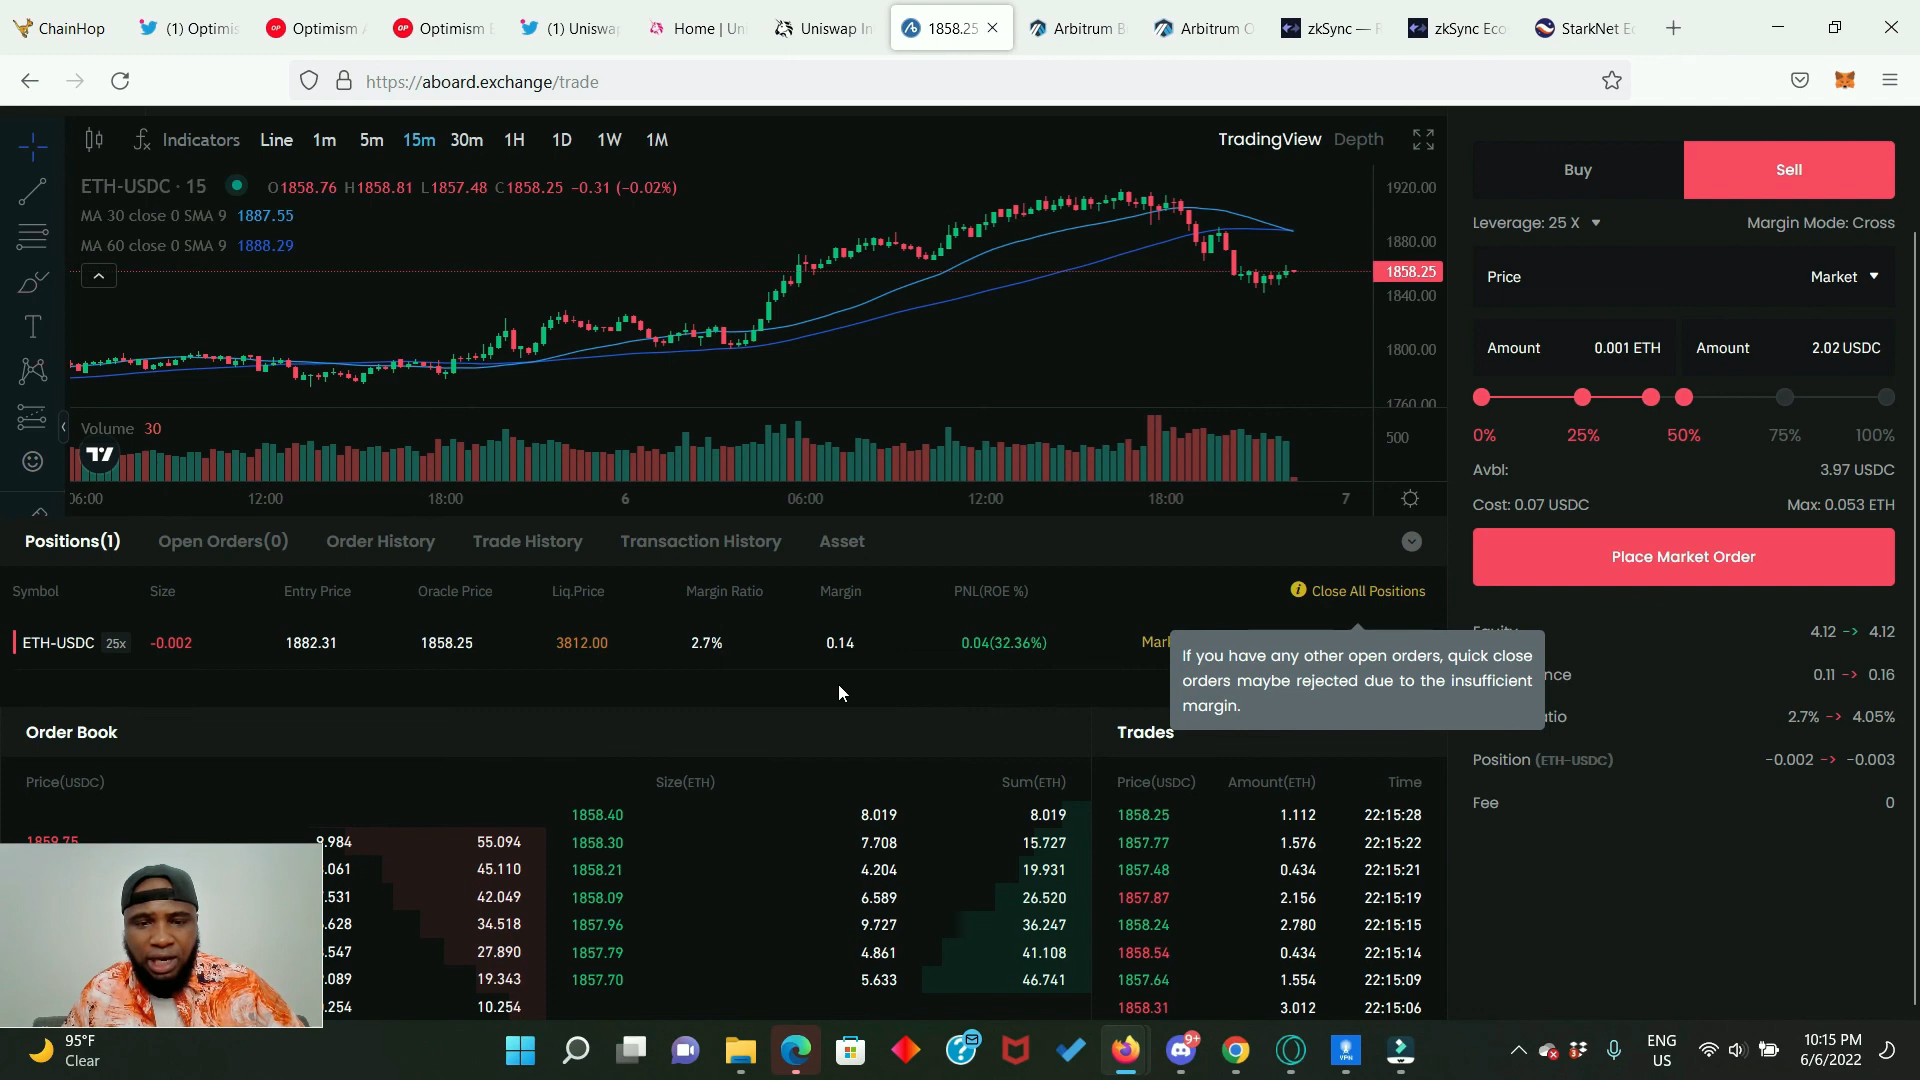 ChainHop
(1) Optimis
Optimism
Optimism E
(1) Uniswap
Home | Uni
Uniswap In
1858.25
Arbitrum B
Arbitrum O
zkSync —
zkSync Eco
StarkNet Ec
https://aboard.exchange/trade
Indicators Line 1m 5m 15m 30m 1H 1D 1W 1M
TradingView Depth
ETH-USDC · 15 O1858.76 H1858.81 L1857.48 C1858.25 -0.31 (-0.02%)
MA 30 close 0 SMA 9 1887.55
MA 60 close 0 SMA 9 1888.29
1920.00
1880.00
1858.25
1840.00
1800.00
1760.00
Volume 30
500
06:00 12:00 18:00 6 06:00 12:00 18:00 7
Buy Sell
Leverage: 25 X Margin Mode: Cross
Price Market
Amount 0.001 ETH Amount 2.02 USDC
0% 25% 50% 75% 100%
Avbl: 3.97 USDC
Cost: 0.07 USDC Max: 0.053 ETH
Place Market Order
4.12 -> 4.12
nce 0.11 -> 0.16
tio 2.7% -> 4.05%
Position (ETH-USDC) -0.002 -> -0.003
Fee 0
Positions(1) Open Orders(0) Order History Trade History Transaction History Asset
Symbol Size Entry Price Oracle Price Liq.Price Margin Ratio Margin PNL(ROE %) Close All Positions
ETH-USDC 25x -0.002 1882.31 1858.25 3812.00 2.7% 0.14 0.04(32.36%) Mark
If you have any other open orders, quick close
orders maybe rejected due to the insufficient
margin.
Order Book
Price(USDC) Size(ETH) Sum(ETH)
1859.75 9.984 55.094
.061 45.110
.531 42.049
.628 34.518
.547 27.890
.089 19.343
.254 10.254
1858.40 8.019 8.019
1858.30 7.708 15.727
1858.21 4.204 19.931
1858.09 6.589 26.520
1857.96 9.727 36.247
1857.79 4.861 41.108
1857.70 5.633 46.741
Trades
Price(USDC) Amount(ETH) Time
1858.25 1.112 22:15:28
1857.77 1.576 22:15:22
1857.48 0.434 22:15:21
1857.87 2.156 22:15:19
1858.24 2.780 22:15:15
1858.54 0.434 22:15:14
1857.64 1.554 22:15:09
1858.31 3.012 22:15:06
95°F
Clear
9+
VPN
ENG
US
10:15 PM
6/6/2022